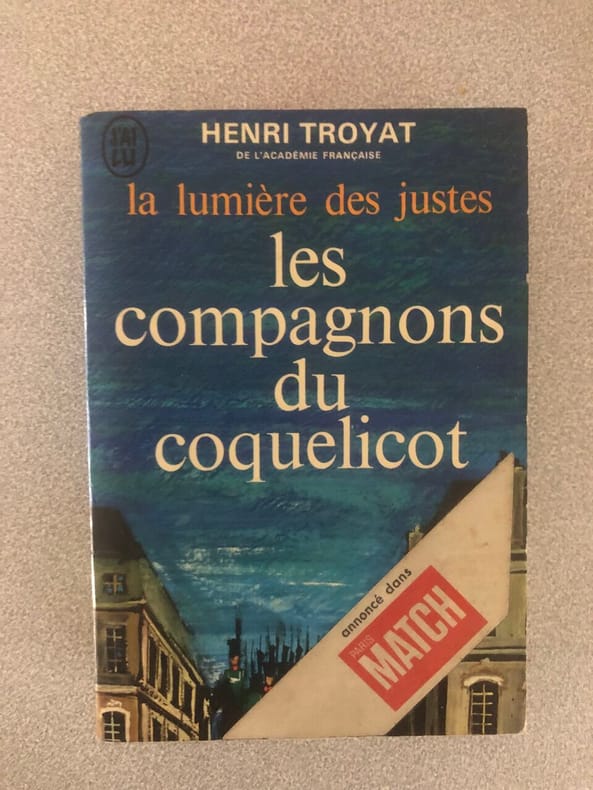 J'AI
LU
HENRI TROYAT
DE L'ACADÉMIE FRANÇAISE
la lumière des justes
les
compagnons
du
coquelicot
annoncé dans
PARIS
MATCH